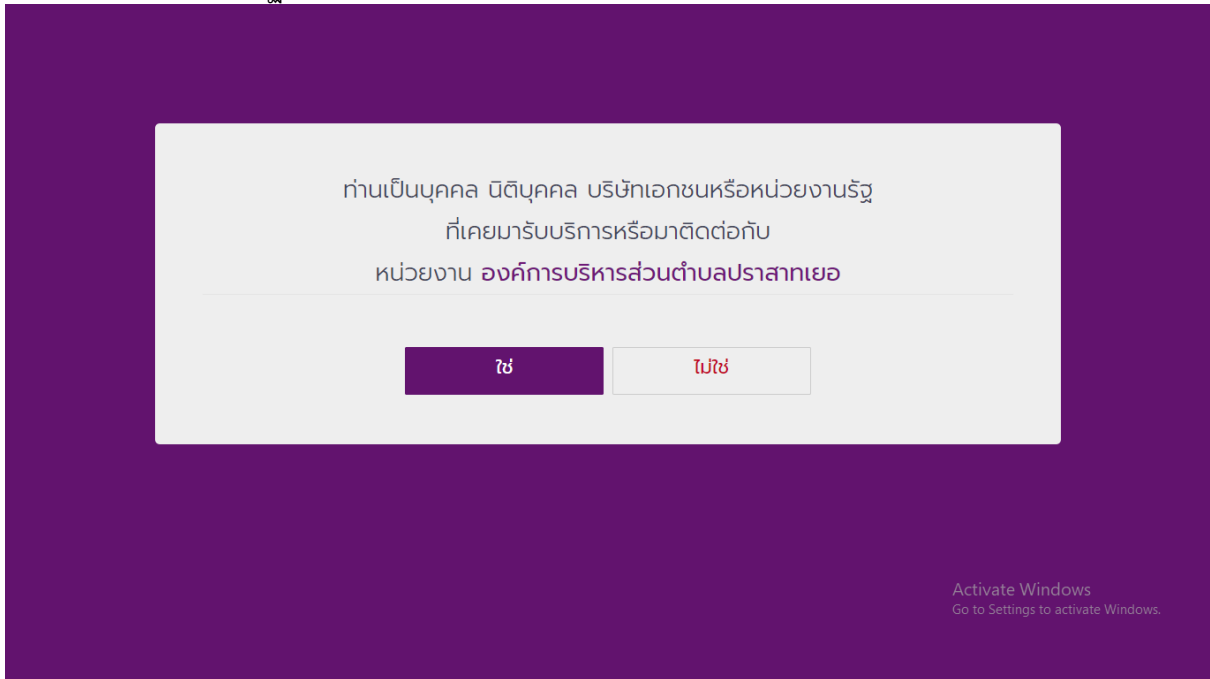 ท่านเป็นบุคคล นิติบุคคล บริษัทเอกชนหรือหน่วยงานรัฐ
ที่เคยมารับบริการหรือมาติดต่อกับ
หน่วยงาน องค์การบริหารส่วนตำบลปราสาทเยอ
ใช่
ไม่ใช่
Activate Windows
Go to Settings to activate Windows.